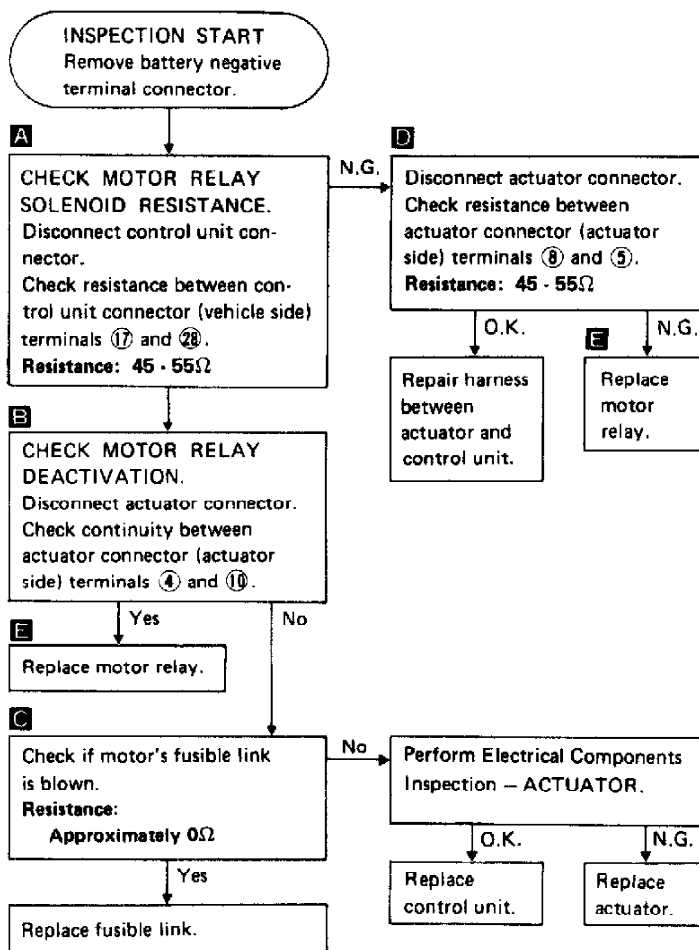 INSPECTION START
Remove battery negative
terminal connector.
A
CHECK MOTOR RELAY
SOLENOID RESISTANCE.
Disconnect control unit con-
nector.
Check resistance between con-
trol unit connector (vehicle side)
terminals ⑰ and ㉘.
Resistance: 45 - 55Ω
N.G.
D
Disconnect actuator connector.
Check resistance between
actuator connector (actuator
side) terminals ⑧ and ⑤.
Resistance: 45 - 55Ω
O.K.
N.G.
Repair harness
between
actuator and
control unit.
E
Replace
motor
relay.
B
CHECK MOTOR RELAY
DEACTIVATION.
Disconnect actuator connector.
Check continuity between
actuator connector (actuator
side) terminals ④ and ⑩.
Yes
No
E
Replace motor relay.
C
Check if motor's fusible link
is blown.
Resistance:
Approximately 0Ω
No
Perform Electrical Components
Inspection – ACTUATOR.
O.K.
N.G.
Replace
control unit.
Replace
actuator.
Yes
Replace fusible link.